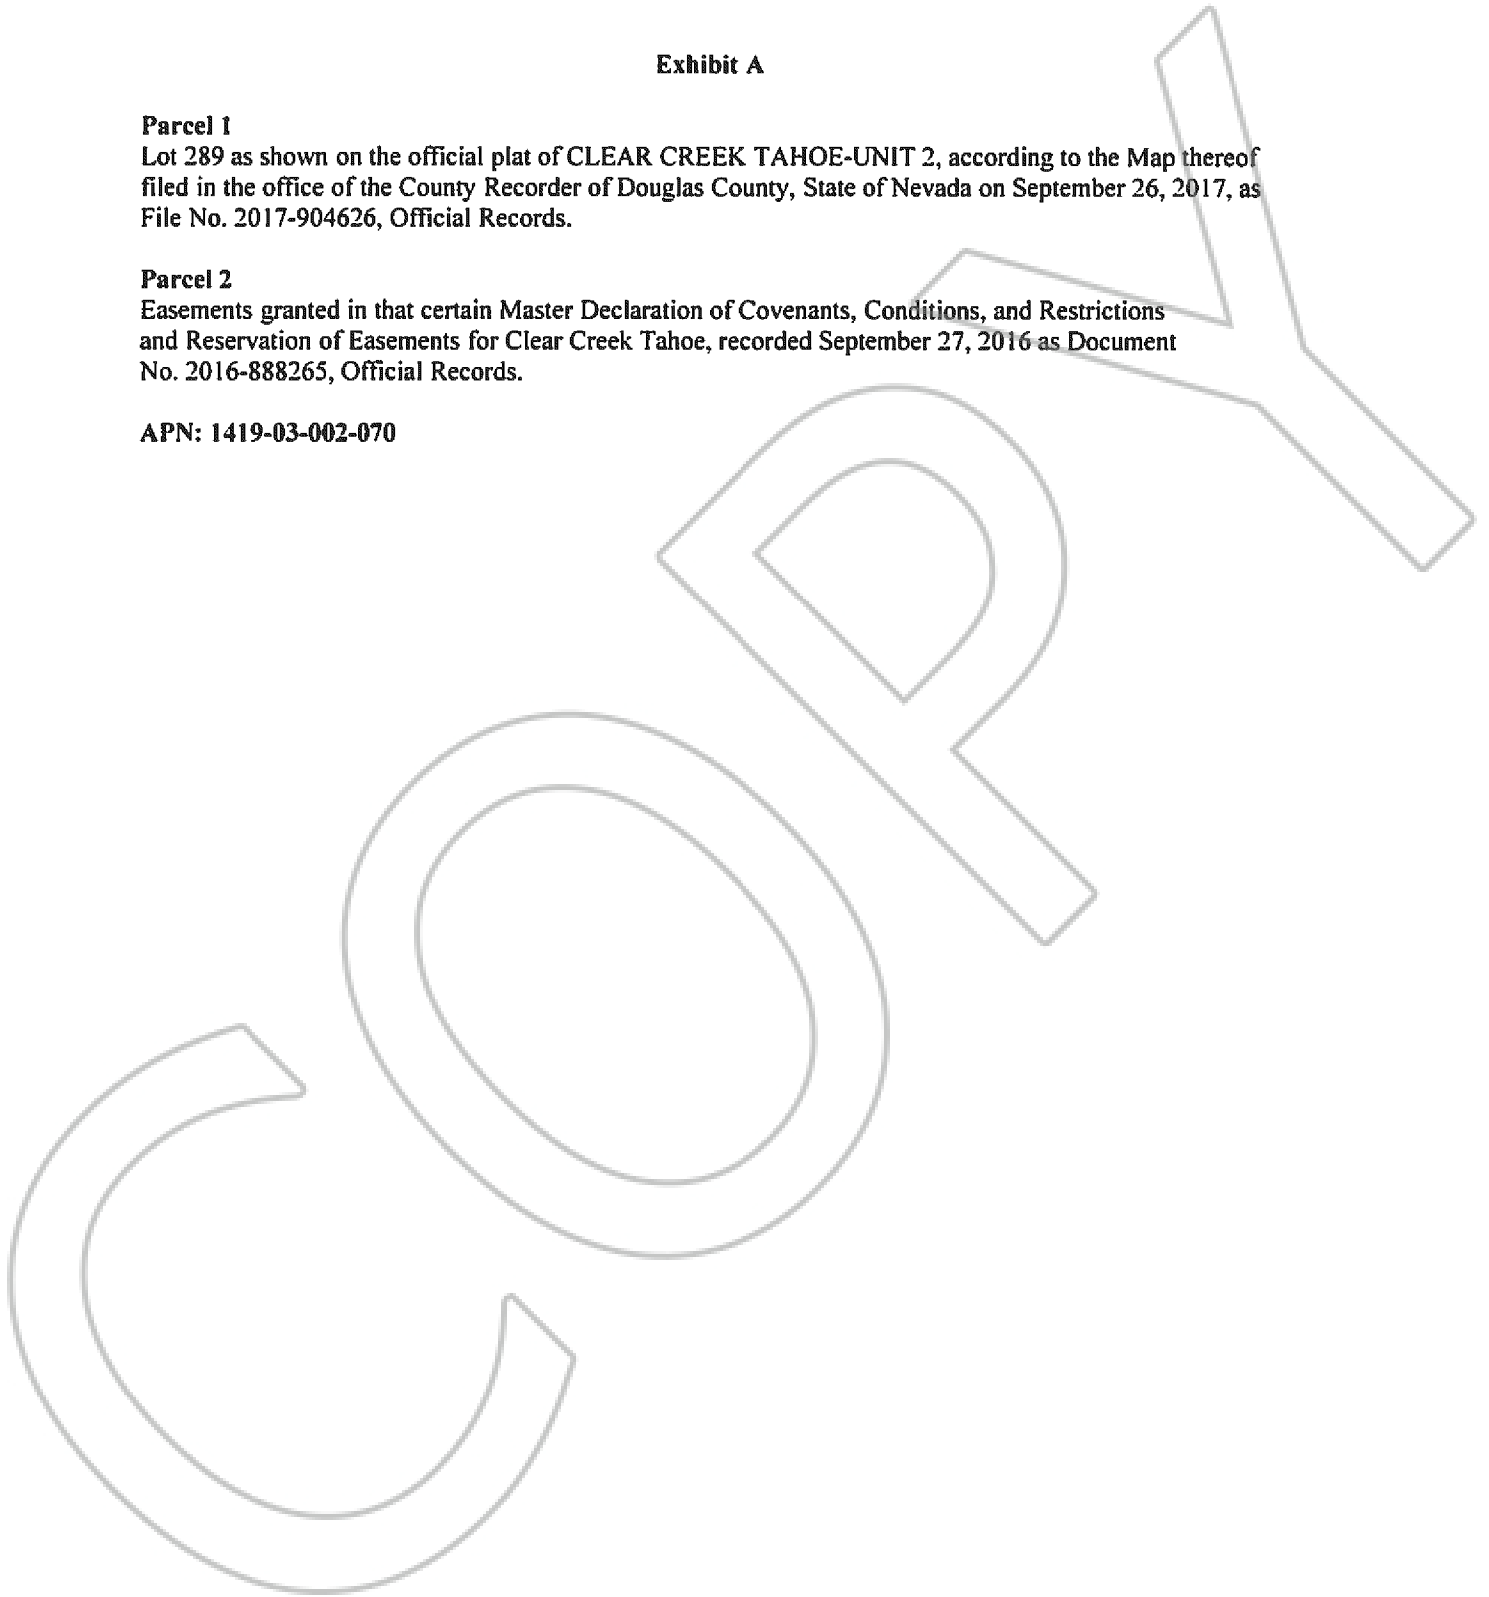 Exhibit A
Parcel 1
Lot 289 as shown on the official plat of CLEAR CREEK TAHOE-UNIT 2, according to the Map thereof
filed in the office of the County Recorder of Douglas County, State of Nevada on September 26, 2017, as
File No. 2017-904626, Official Records.
Parcel 2
Easements granted in that certain Master Declaration of Covenants, Conditions, and Restrictions
and Reservation of Easements for Clear Creek Tahoe, recorded September 27, 2016 as Document
No. 2016-888265, Official Records.
APN: 1419-03-002-070
COPY